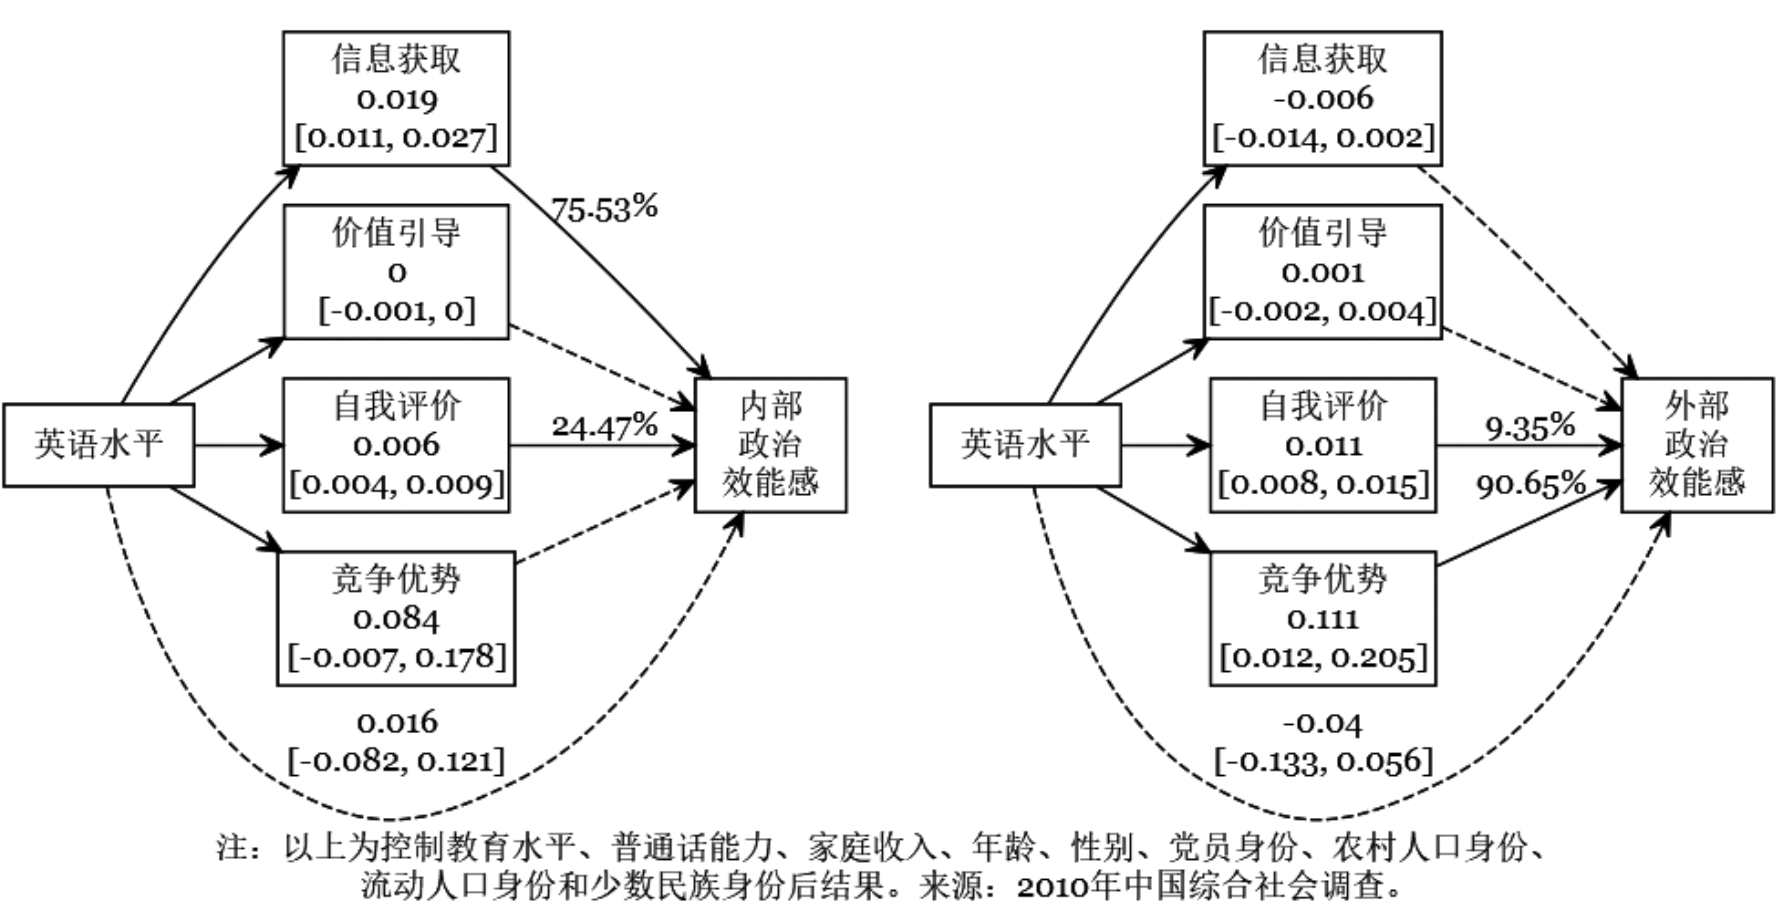 信息获取
0.019
[0.011, 0.027]
75.53%
价值引导
0
[-0.001, 0]
英语水平
自我评价
0.006
[0.004, 0.009]
24.47%
内部
政治
效能感
竞争优势
0.084
[-0.007, 0.178]
0.016
[-0.082, 0.121]
信息获取
-0.006
[-0.014, 0.002]
价值引导
0.001
[-0.002, 0.004]
英语水平
自我评价
0.011
[0.008, 0.015]
9.35%
90.65%
外部
政治
效能感
竞争优势
0.111
[0.012, 0.205]
-0.04
[-0.133, 0.056]
注：以上为控制教育水平、普通话能力、家庭收入、年龄、性别、党员身份、农村人口身份、
流动人口身份和少数民族身份后结果。来源：2010年中国综合社会调查。